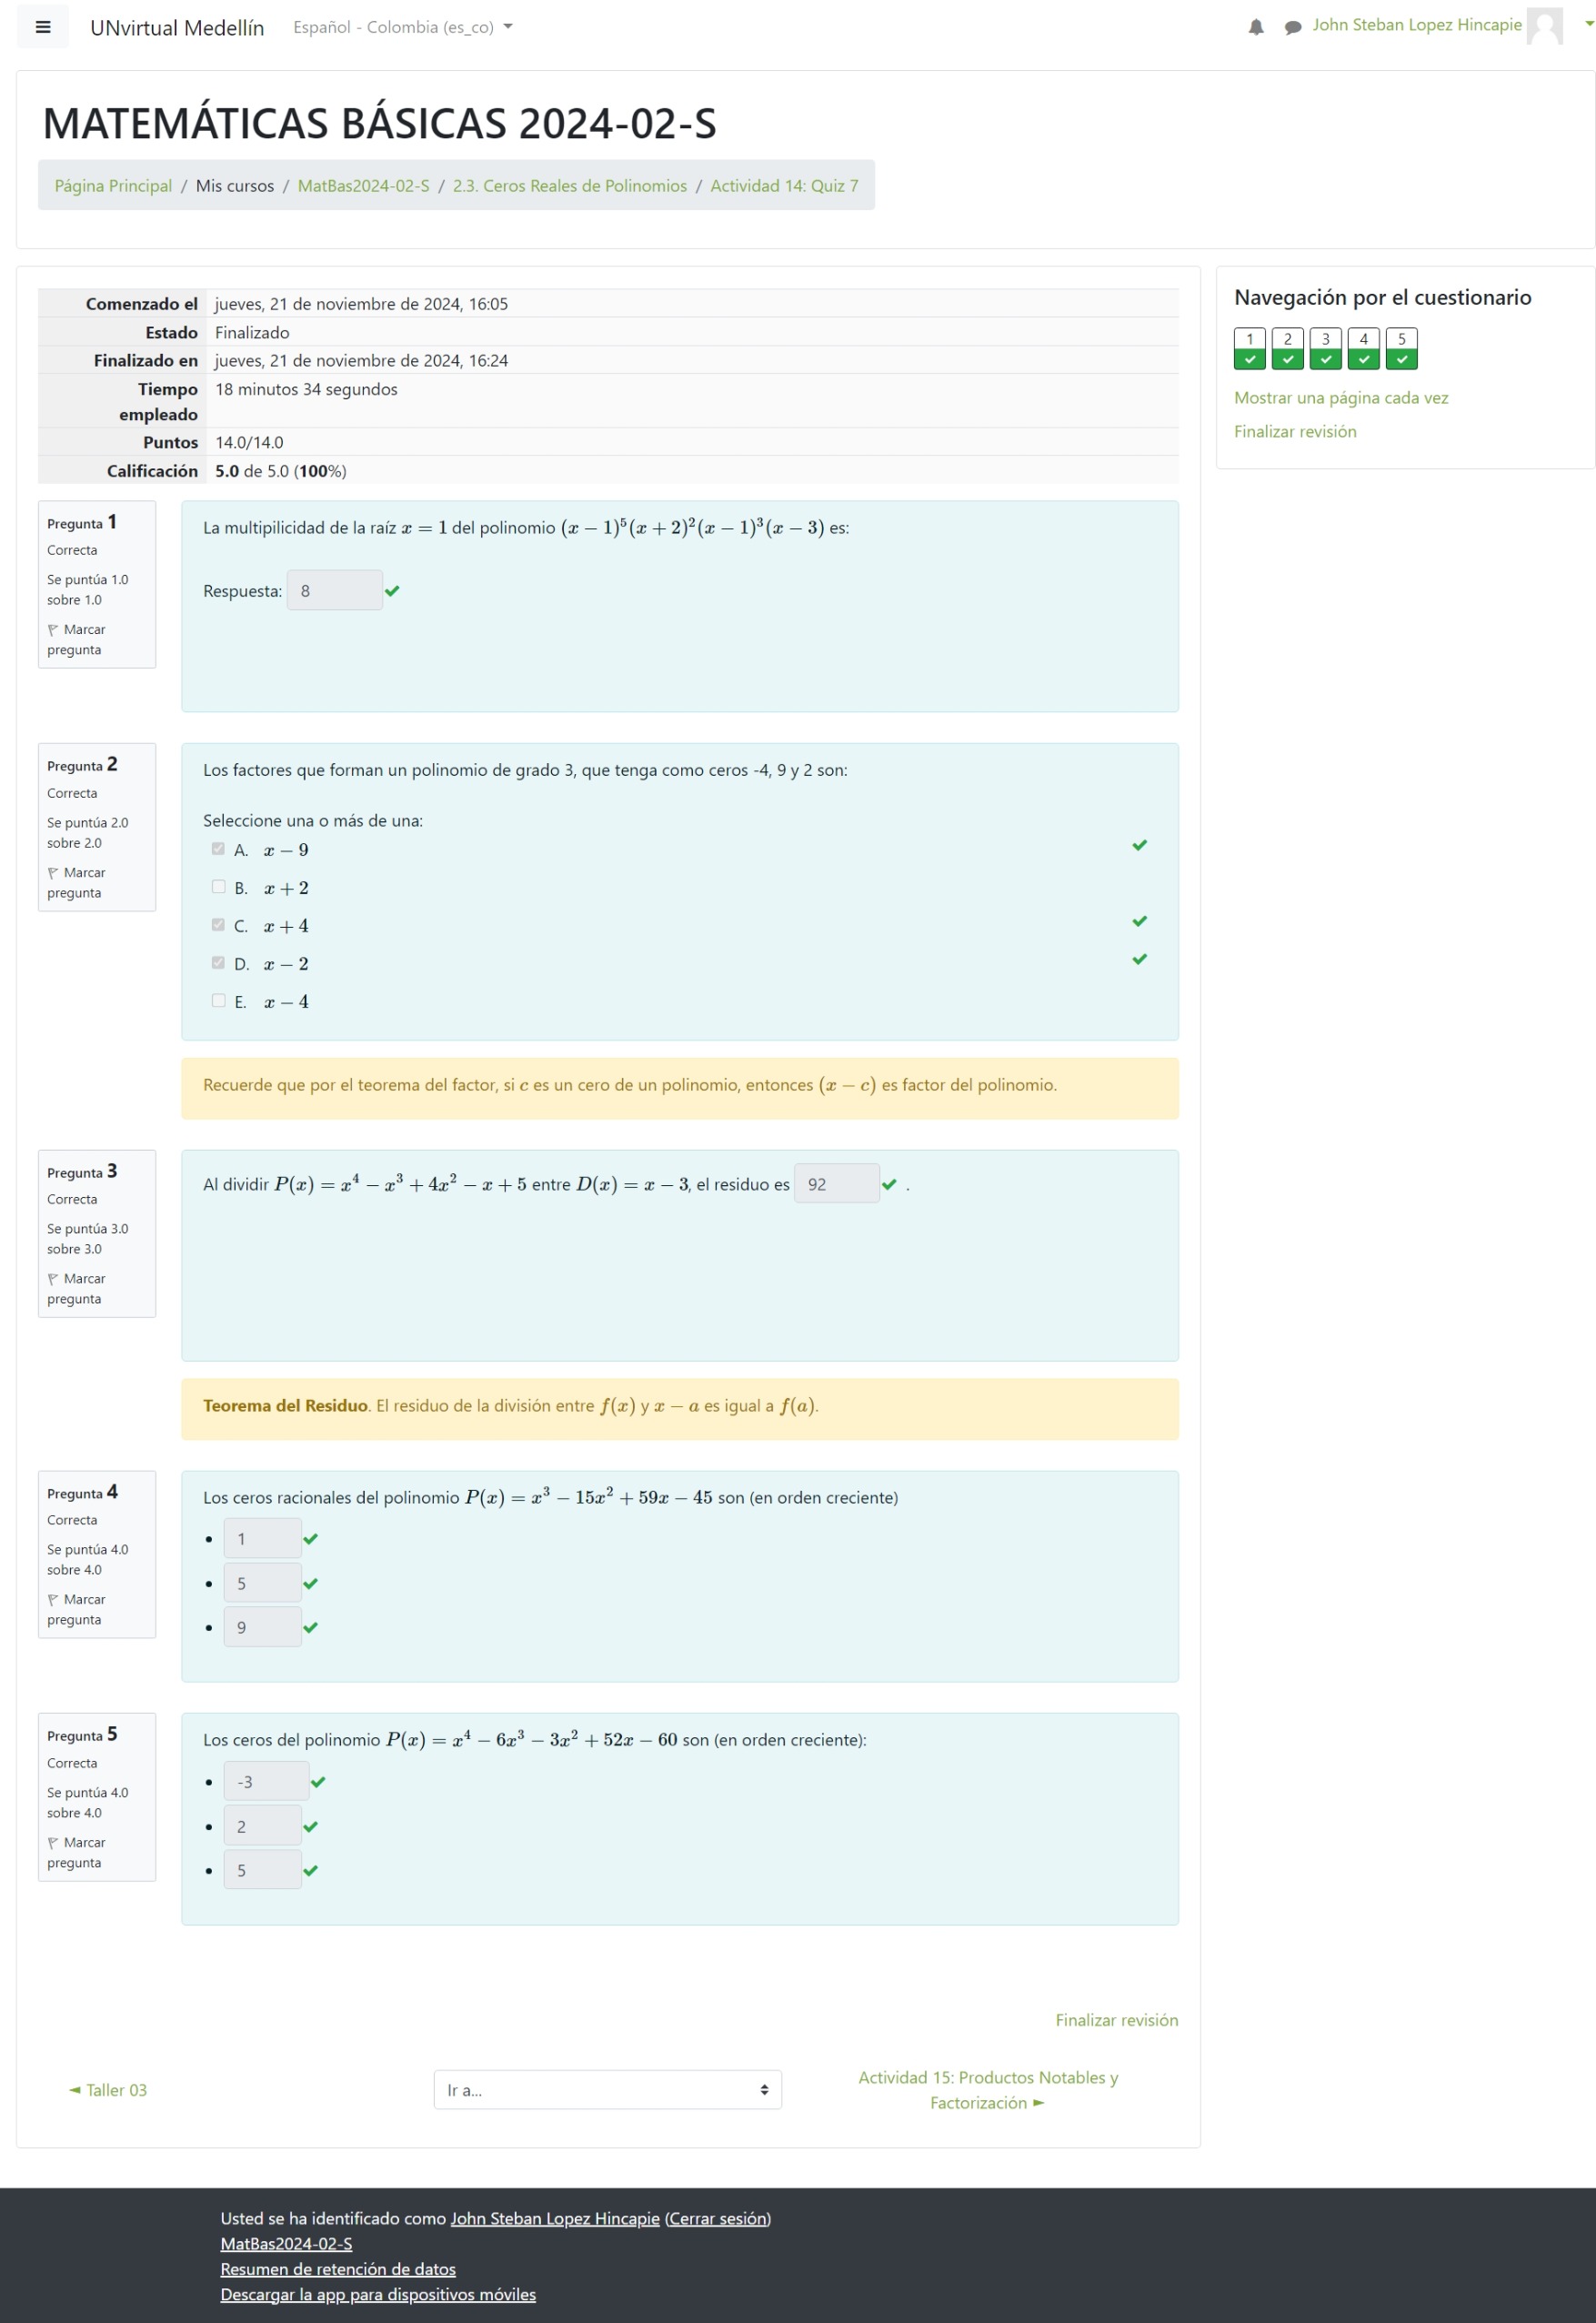 UNvirtual Medellín Español - Colombia (es_co) John Steban Lopez Hincapie
MATEMÁTICAS BÁSICAS 2024-02-S
Página Principal / Mis cursos / MatBas2024-02-S / 2.3. Ceros Reales de Polinomios / Actividad 14: Quiz 7
Comenzado el jueves, 21 de noviembre de 2024, 16:05
Estado Finalizado
Finalizado en jueves, 21 de noviembre de 2024, 16:24
Tiempo empleado 18 minutos 34 segundos
Puntos 14.0/14.0
Calificación 5.0 de 5.0 (100%)
Navegación por el cuestionario
1 2 3 4 5
Mostrar una página cada vez
Finalizar revisión
Pregunta 1
Correcta
Se puntúa 1.0
sobre 1.0
Marcar
pregunta
La multipilicidad de la raíz x = 1 del polinomio (x − 1)⁵(x + 2)²(x − 1)³(x − 3) es:
Respuesta: 8
Pregunta 2
Correcta
Se puntúa 2.0
sobre 2.0
Marcar
pregunta
Los factores que forman un polinomio de grado 3, que tenga como ceros -4, 9 y 2 son:
Seleccione una o más de una:
A. x − 9
B. x + 2
C. x + 4
D. x − 2
E. x − 4
Recuerde que por el teorema del factor, si c es un cero de un polinomio, entonces (x − c) es factor del polinomio.
Pregunta 3
Correcta
Se puntúa 3.0
sobre 3.0
Marcar
pregunta
Al dividir P(x) = x⁴ − x³ + 4x² − x + 5 entre D(x) = x − 3, el residuo es 92 .
Teorema del Residuo. El residuo de la división entre f(x) y x − a es igual a f(a).
Pregunta 4
Correcta
Se puntúa 4.0
sobre 4.0
Marcar
pregunta
Los ceros racionales del polinomio P(x) = x³ − 15x² + 59x − 45 son (en orden creciente)
• 1
• 5
• 9
Pregunta 5
Correcta
Se puntúa 4.0
sobre 4.0
Marcar
pregunta
Los ceros del polinomio P(x) = x⁴ − 6x³ − 3x² + 52x − 60 son (en orden creciente):
• -3
• 2
• 5
Finalizar revisión
◄ Taller 03
Ir a...
Actividad 15: Productos Notables y
Factorización ►
Usted se ha identificado como John Steban Lopez Hincapie (Cerrar sesión)
MatBas2024-02-S
Resumen de retención de datos
Descargar la app para dispositivos móviles